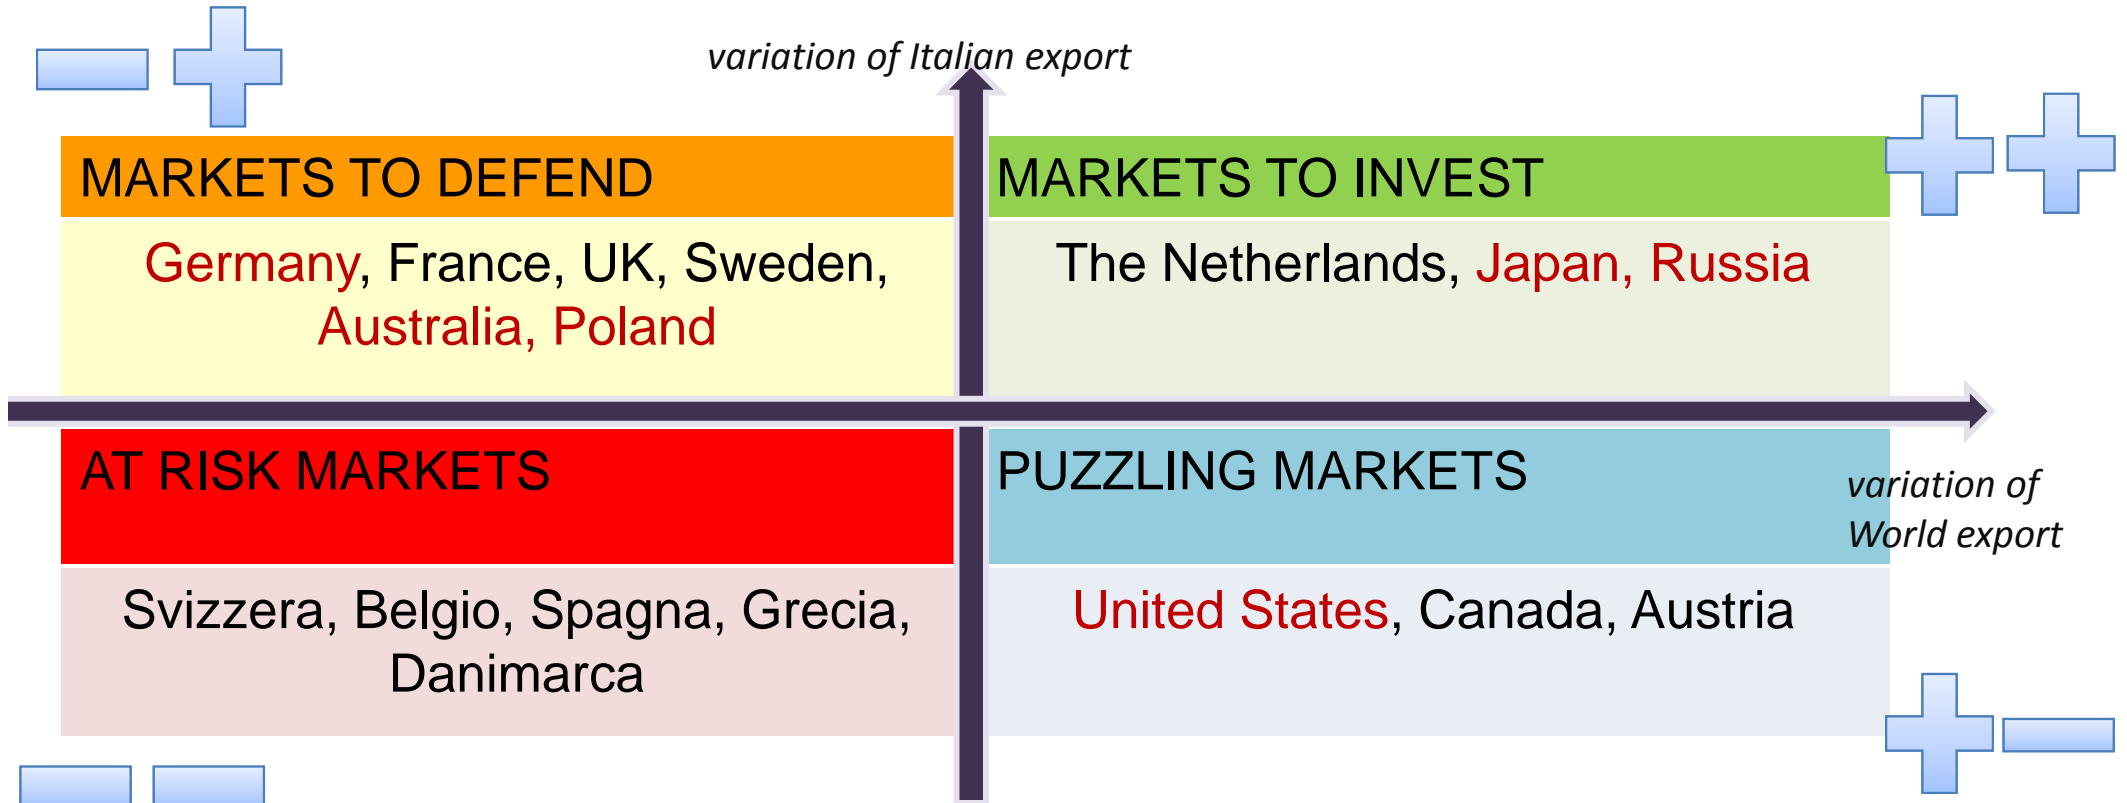 variation of Italian export
MARKETS TO DEFEND
Germany, France, UK, Sweden,
Australia, Poland
MARKETS TO INVEST
The Netherlands, Japan, Russia
AT RISK MARKETS
Svizzera, Belgio, Spagna, Grecia,
Danimarca
PUZZLING MARKETS
United States, Canada, Austria
variation of
World export